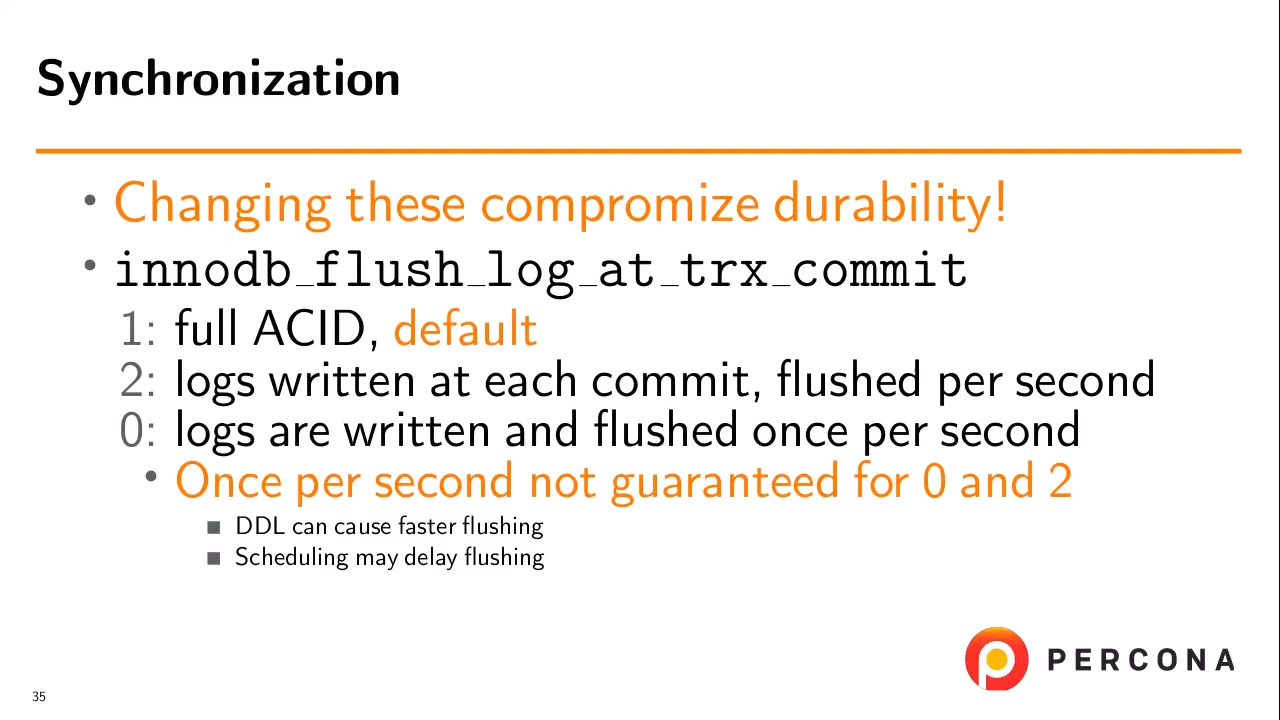 Synchronization
• Changing these compromize durability!
• innodb_flush_log_at_trx_commit
1: full ACID, default
2: logs written at each commit, flushed per second
0: logs are written and flushed once per second
• Once per second not guaranteed for 0 and 2
■ DDL can cause faster flushing
■ Scheduling may delay flushing
PERCONA
35